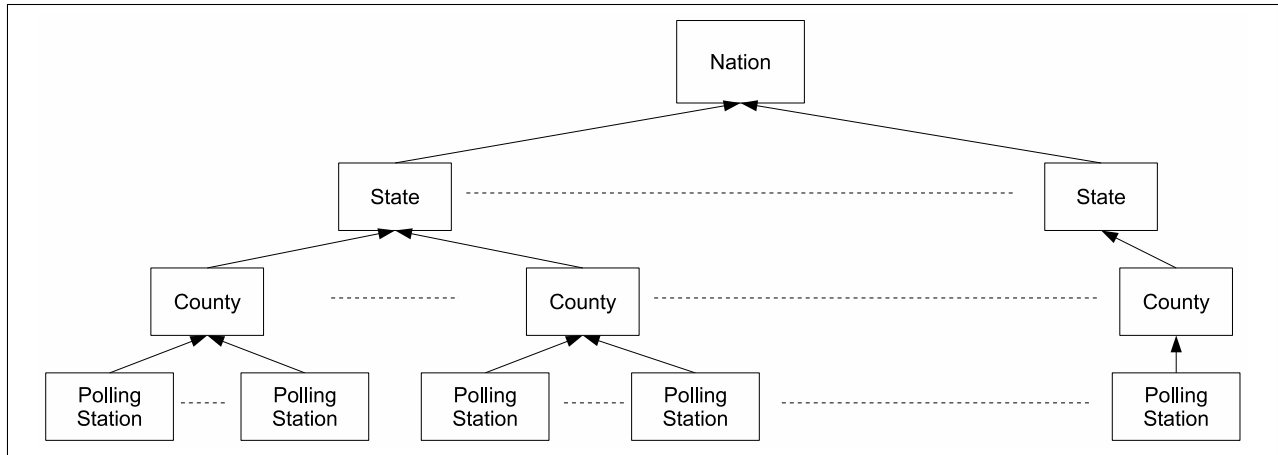 Nation
State
State
County
County
County
Polling
Station
Polling
Station
Polling
Station
Polling
Station
Polling
Station